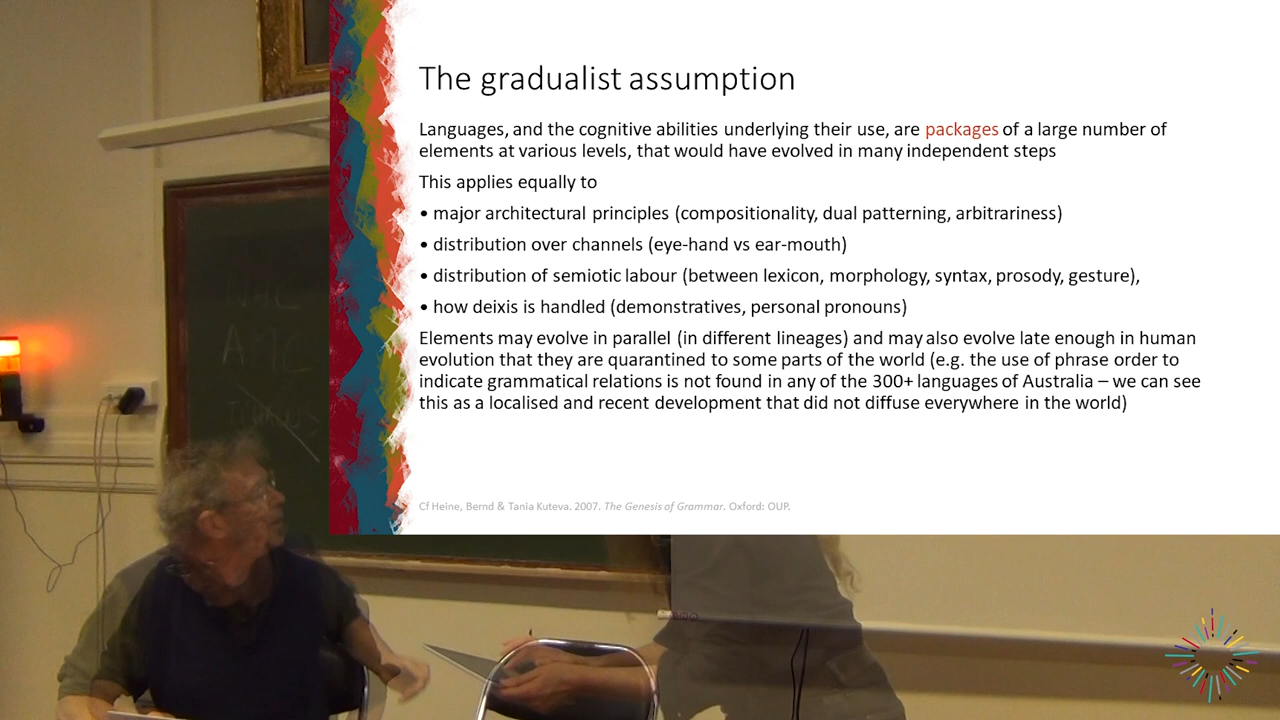 The gradualist assumption
Languages, and the cognitive abilities underlying their use, are packages of a large number of
elements at various levels, that would have evolved in many independent steps
This applies equally to
• major architectural principles (compositionality, dual patterning, arbitrariness)
• distribution over channels (eye-hand vs ear-mouth)
• distribution of semiotic labour (between lexicon, morphology, syntax, prosody, gesture),
• how deixis is handled (demonstratives, personal pronouns)
Elements may evolve in parallel (in different lineages) and may also evolve late enough in human
evolution that they are quarantined to some parts of the world (e.g. the use of phrase order to
indicate grammatical relations is not found in any of the 300+ languages of Australia – we can see
this as a localised and recent development that did not diffuse everywhere in the world)
Cf Heine, Bernd & Tania Kuteva. 2007. The Genesis of Grammar. Oxford: OUP.